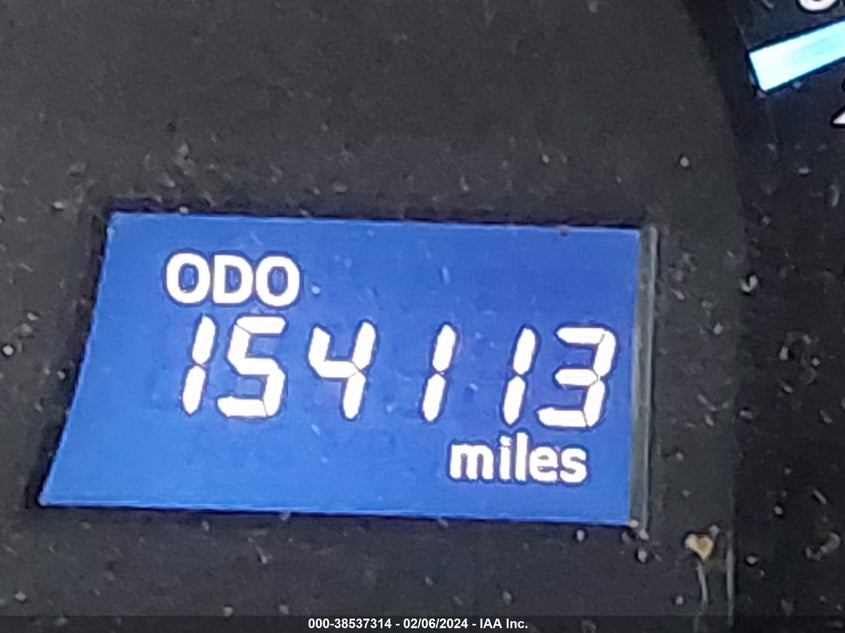 ODO
154113
miles
000-38537314 - 02/06/2024 - IAA Inc.